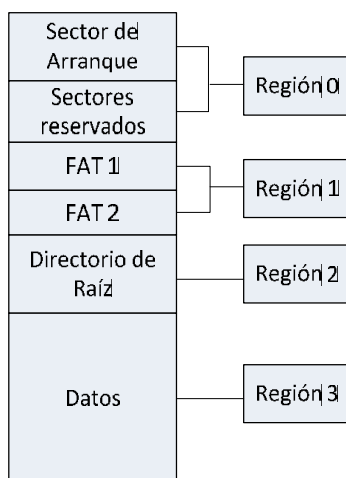 Sector de
Arranque
Sectores
reservados
FAT 1
FAT 2
Directorio de
Raíz
Datos
Región 0
Región 1
Región 2
Región 3